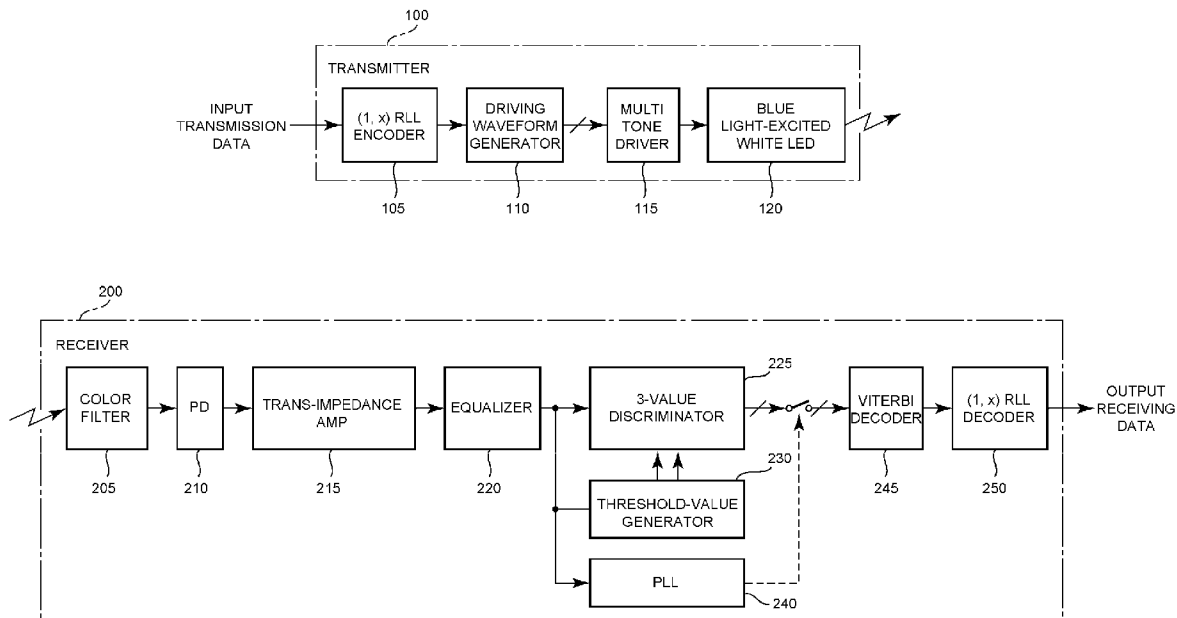 100
TRANSMITTER
INPUT
TRANSMISSION
DATA
(1, x) RLL
ENCODER
DRIVING
WAVEFORM
GENERATOR
MULTI
TONE
DRIVER
BLUE
LIGHT-EXCITED
WHITE LED
105
110
115
120
200
RECEIVER
225
COLOR
FILTER
PD
TRANS-IMPEDANCE
AMP
EQUALIZER
3-VALUE
DISCRIMINATOR
VITERBI
DECODER
(1, x) RLL
DECODER
OUTPUT
RECEIVING
DATA
205
210
215
220
230
245
250
THRESHOLD-VALUE
GENERATOR
PLL
240